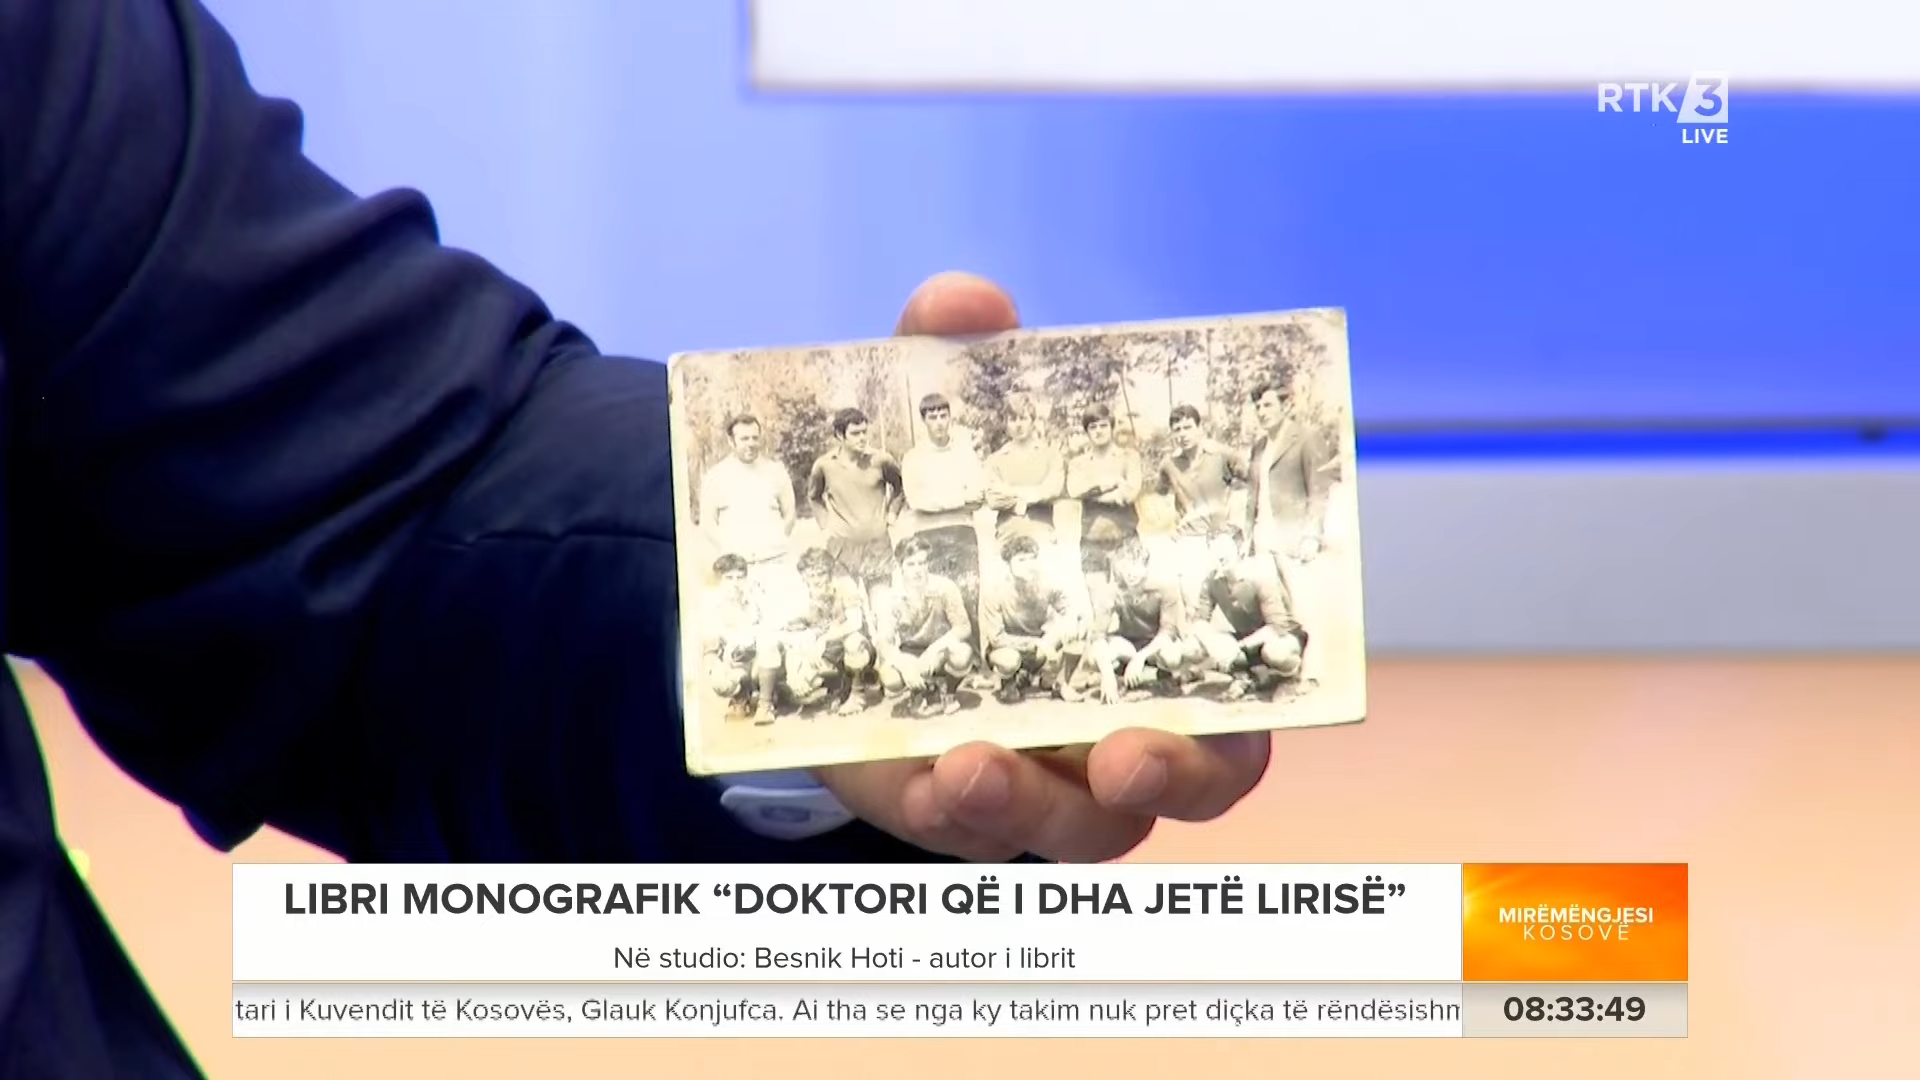 RTK 3
LIVE
LIBRI MONOGRAFIK “DOKTORI QË I DHA JETË LIRISË”
Në studio: Besnik Hoti - autor i librit
MIRËMËNGJESI
KOSOVË
tari i Kuvendit të Kosovës, Glauk Konjufca. Ai tha se nga ky takim nuk pret diçka të rëndësishm
08:33:49